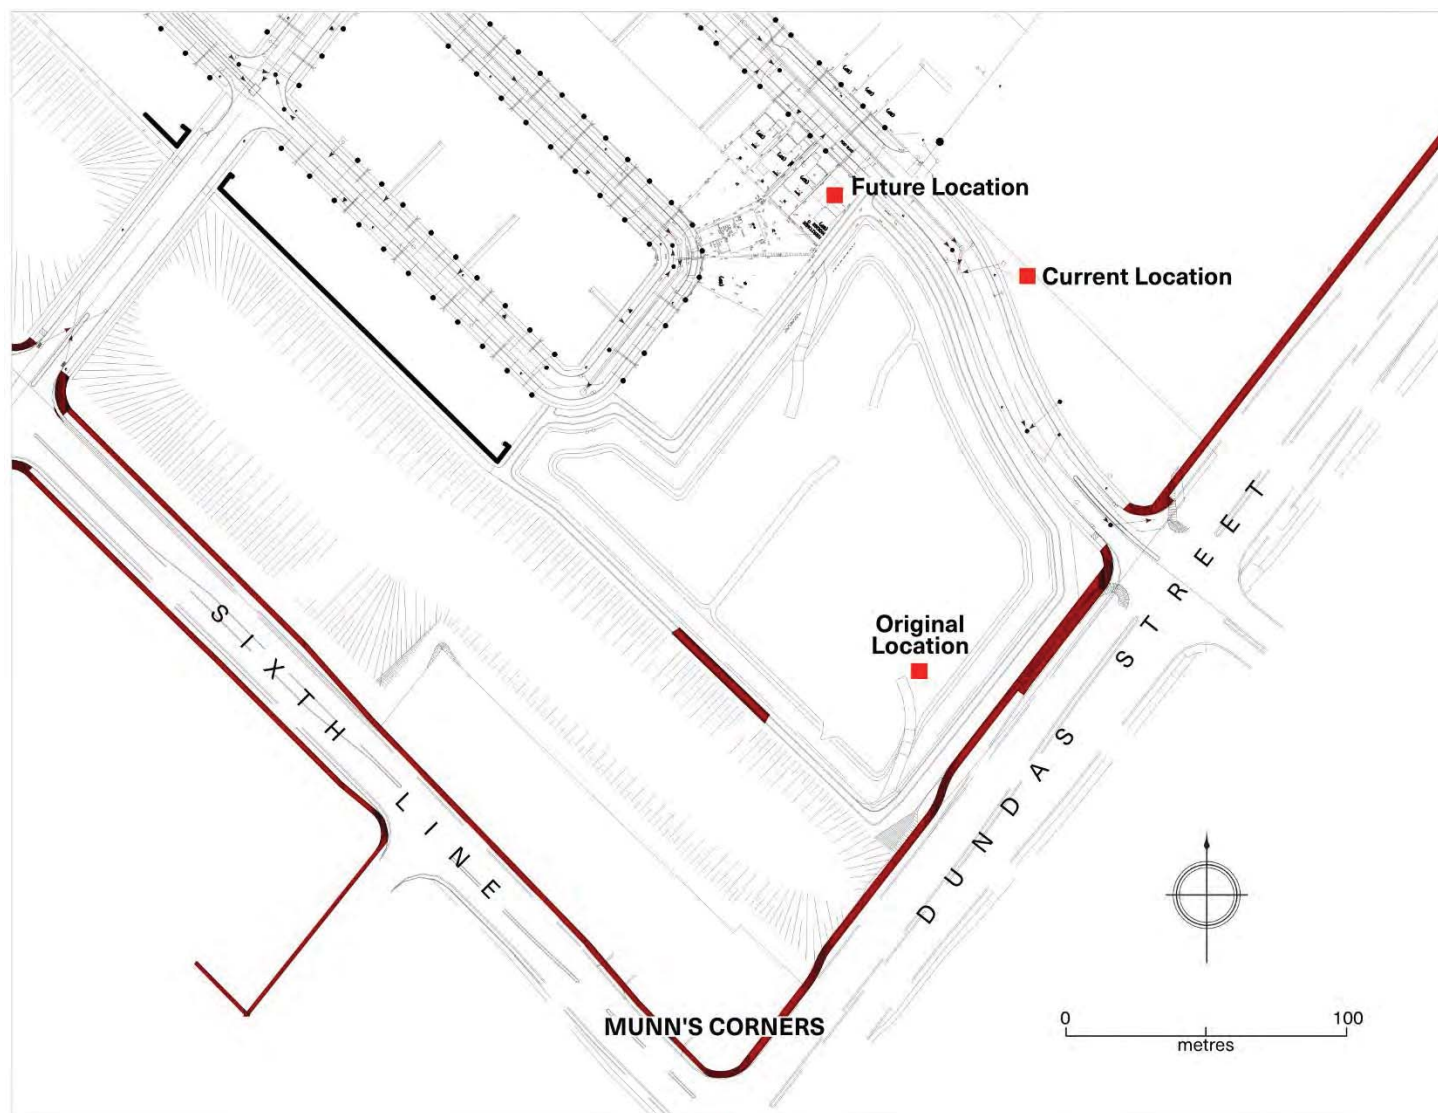 Future Location
Current Location
Original
Location
SIXTH LINE
DUNDAS STREET
MUNN'S CORNERS
0 100
metres